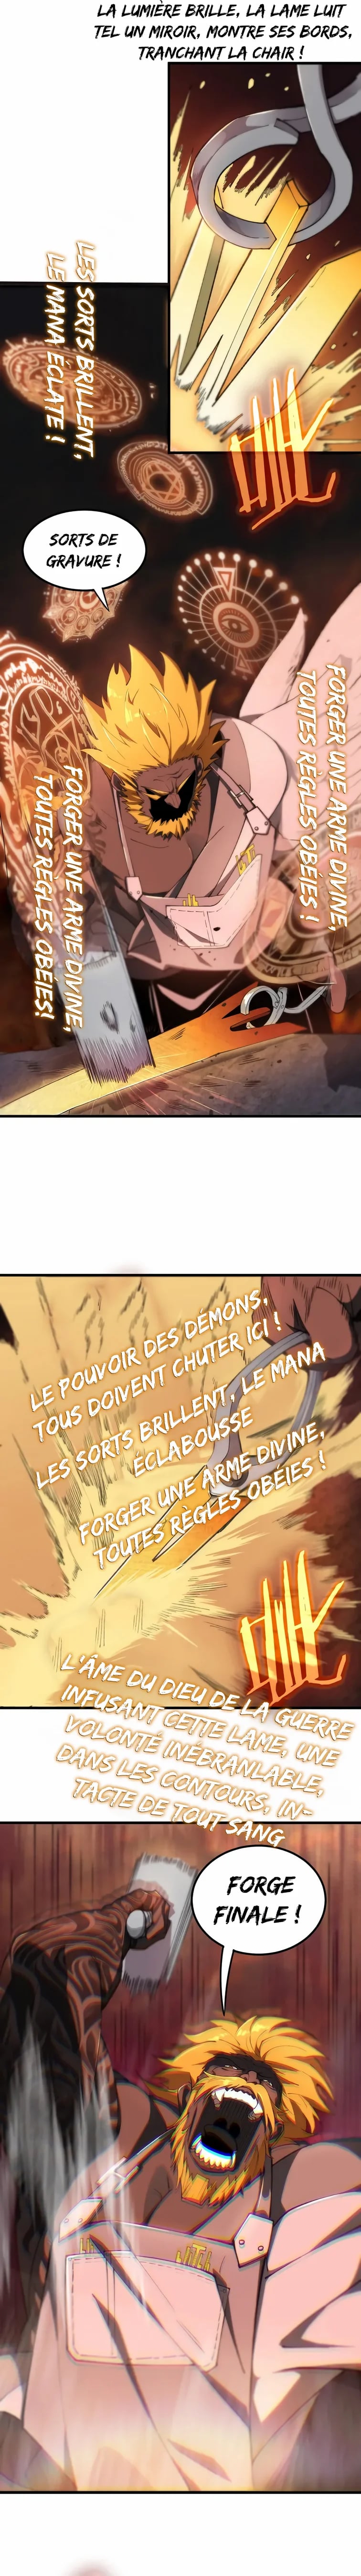 LA LUMIÈRE BRILLE, LA LAME LUIT
TEL UN MIROIR, MONTRE SES BORDS,
TRANCHANT LA CHAIR !
LES SORTS BRILLENT,
LE MANA ÉCLATE !
SORTS DE
GRAVURE !
FORGER UNE ARME DIVINE,
TOUTES RÈGLES OBÉIES !
FORGER UNE ARME DIVINE,
TOUTES RÈGLES OBÉIES!
LE POUVOIR DES DÉMONS,
TOUS DOIVENT CHUTER ICI !
LES SORTS BRILLENT, LE MANA
ÉCLABOUSSE
FORGER UNE ARME DIVINE,
TOUTES RÈGLES OBÉIES !
L'ÂME DU DIEU DE LA GUERRE
INFUSANT CETTE LAME, UNE
VOLONTÉ INÉBRANLABLE,
DANS LES CONTOURS, IN-
TACTE DE TOUT SANG
FORGE
FINALE !